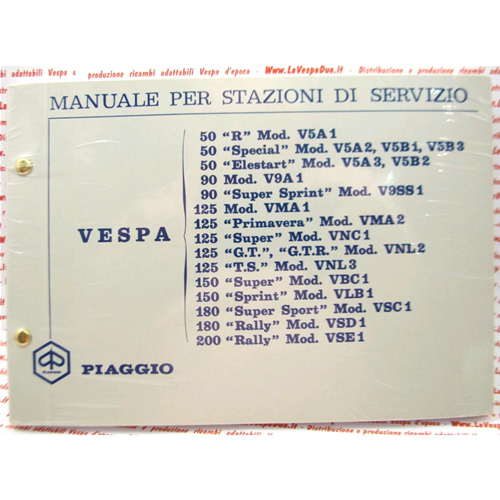 adattabili Vespa - produzione ricambi adattabili Vespa d'epoca - www.LaVespaDue.it - Distribuzione e produzione ricambi
MANUALE PER STAZIONI DI SERVIZIO
VESPA
50 "R" Mod. V5A1
50 "Special" Mod. V5A2, V5B1, V5B3
50 "Elestart" Mod. V5A3, V5B2
90 Mod. V9A1
90 "Super Sprint" Mod. V9SS1
125 Mod. VMA1
125 "Primavera" Mod. VMA2
125 "Super" Mod. VNC1
125 "G.T.", "G.T.R." Mod. VNL2
125 "T.S." Mod. VNL3
150 "Super" Mod. VBC1
150 "Sprint" Mod. VLB1
180 "Super Sport" Mod. VSC1
180 "Rally" Mod. VSD1
200 "Rally" Mod. VSE1
PIAGGIO
PIAGGIO